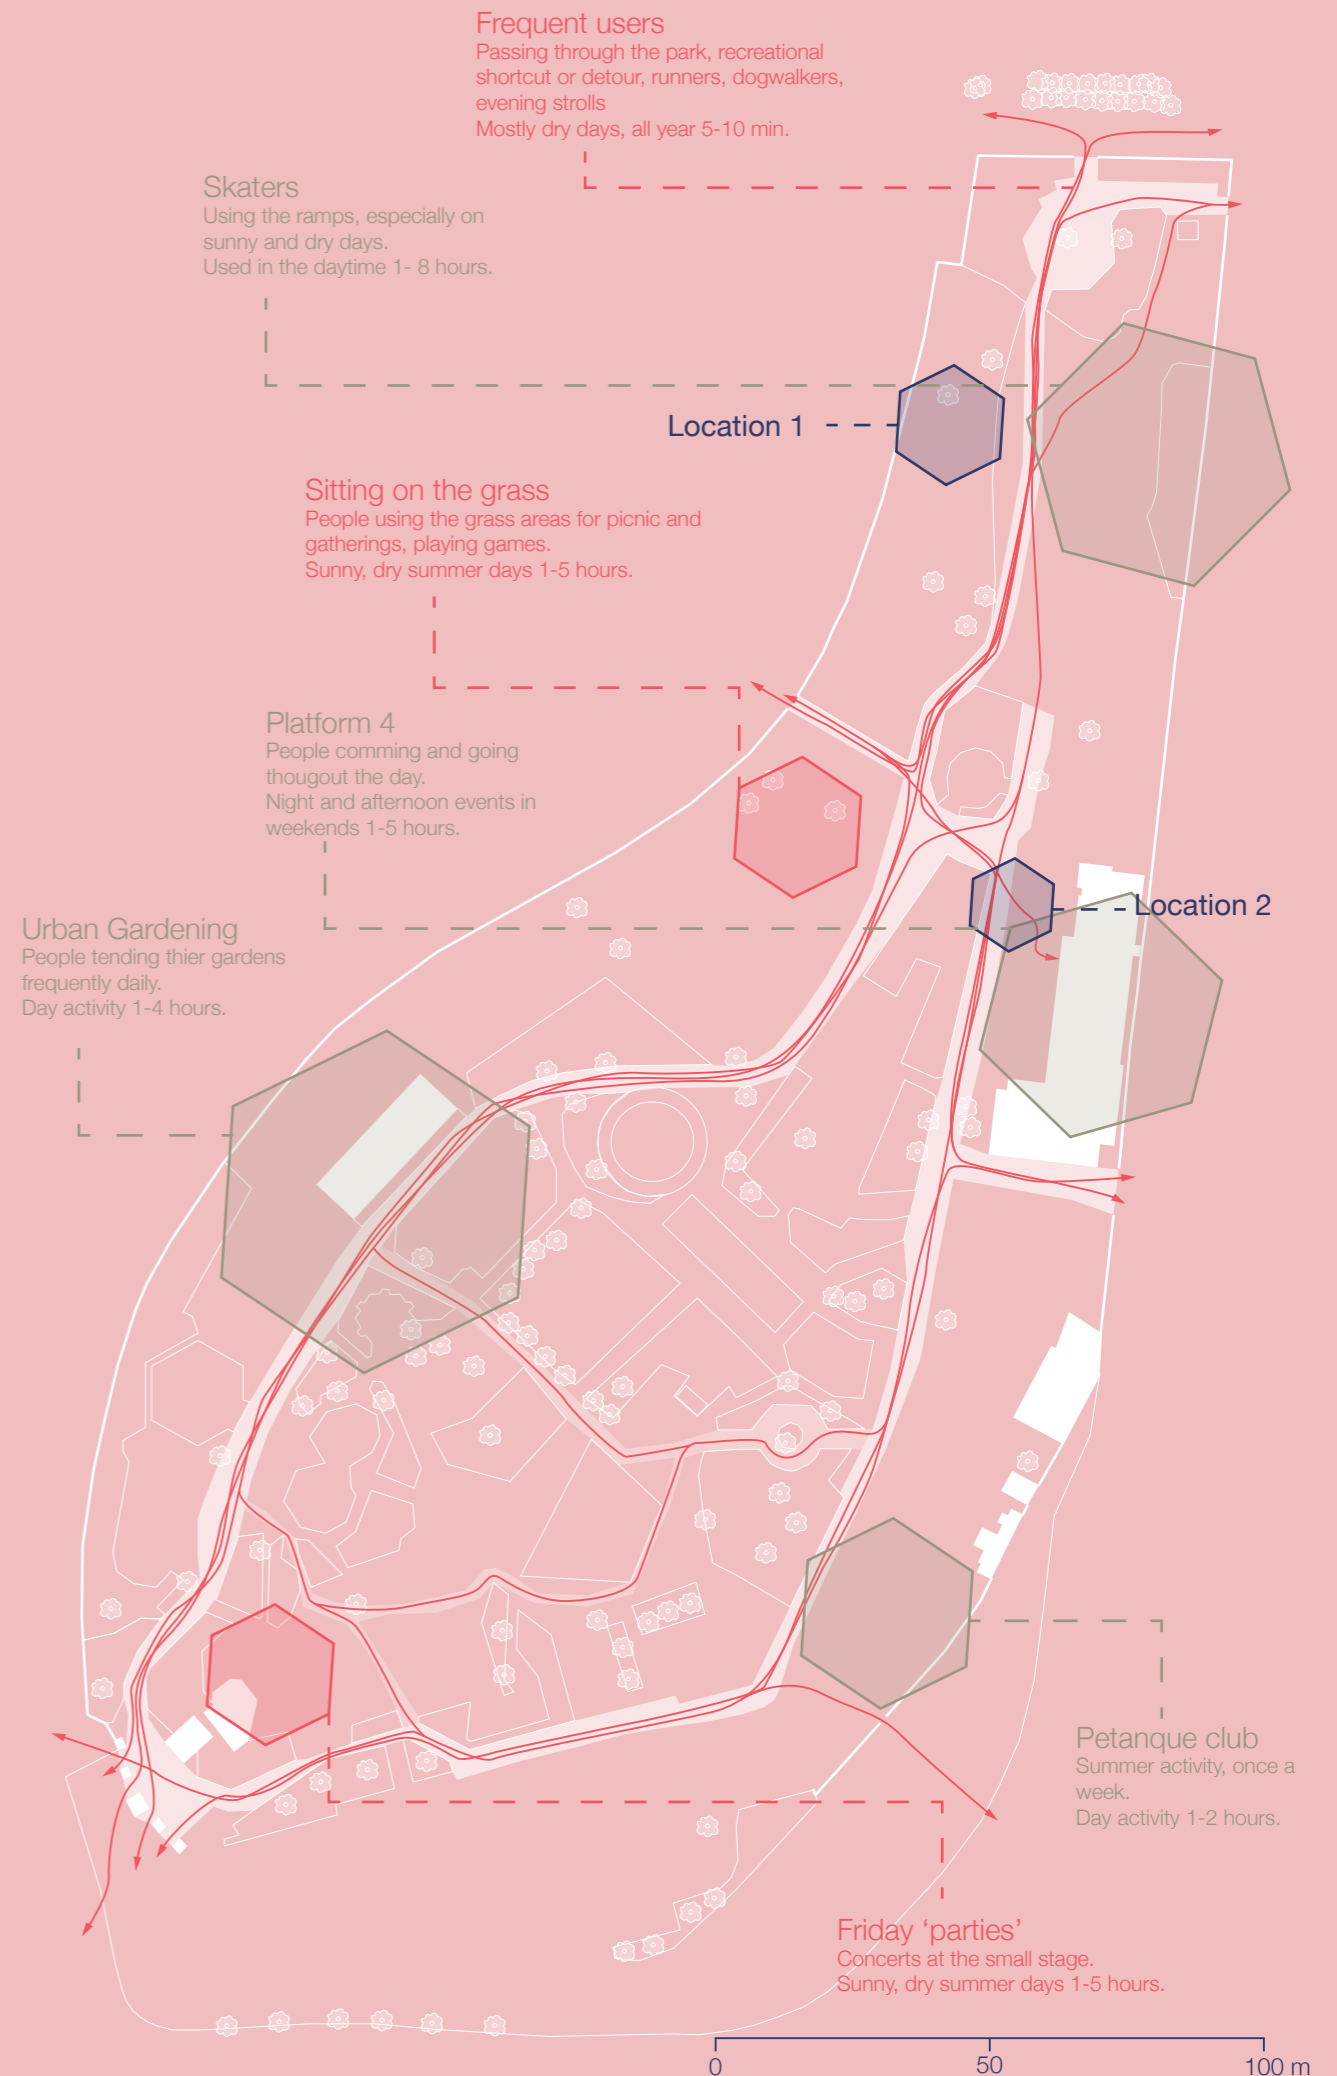 Frequent users
Passing through the park, recreational
shortcut or detour, runners, dogwalkers,
evening strolls
Mostly dry days, all year 5-10 min.
Skaters
Using the ramps, especially on
sunny and dry days.
Used in the daytime 1- 8 hours.
Location 1
Sitting on the grass
People using the grass areas for picnic and
gatherings, playing games.
Sunny, dry summer days 1-5 hours.
Platform 4
People comming and going
thougout the day.
Night and afternoon events in
weekends 1-5 hours.
Location 2
Urban Gardening
People tending thier gardens
frequently daily.
Day activity 1-4 hours.
Petanque club
Summer activity, once a
week.
Day activity 1-2 hours.
Friday ‘parties’
Concerts at the small stage.
Sunny, dry summer days 1-5 hours.
0 50 100 m